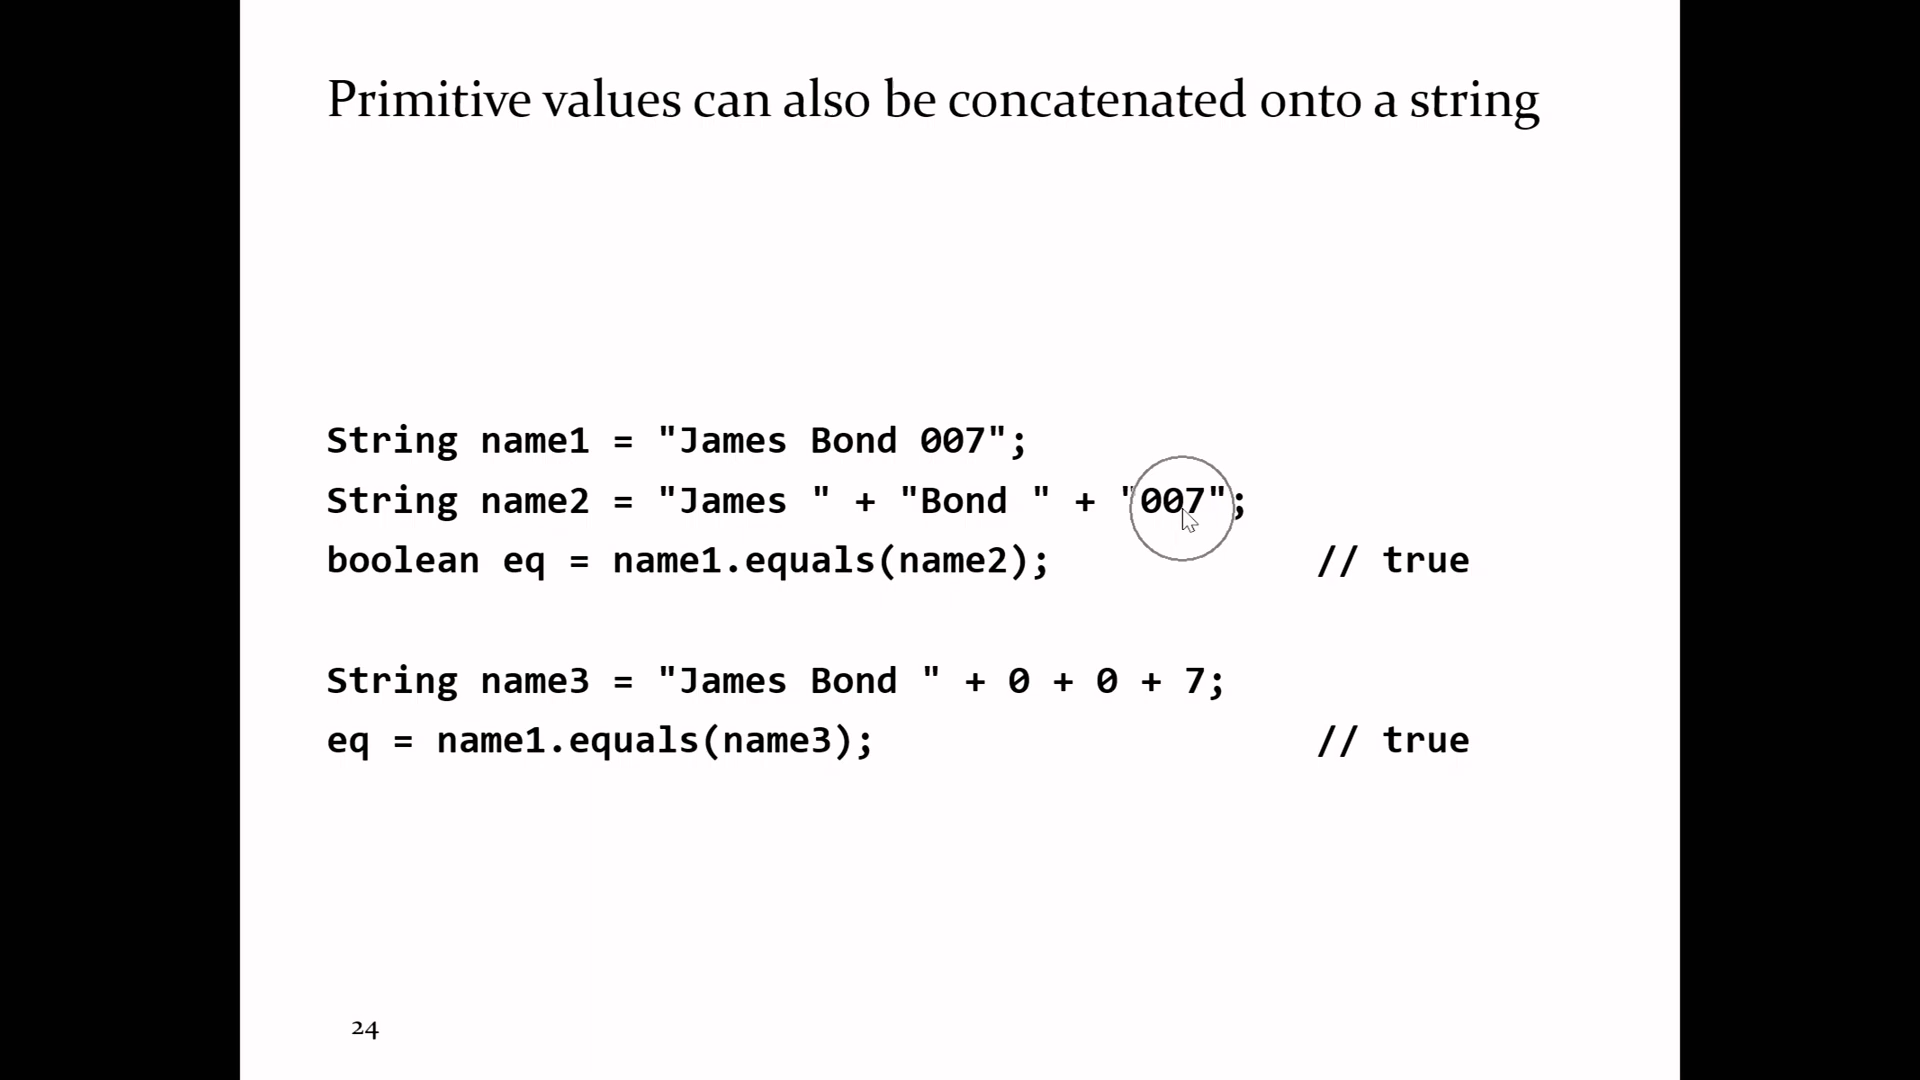 Primitive values can also be concatenated onto a string
String name1 = "James Bond 007";
String name2 = "James " + "Bond " + "007";
boolean eq = name1.equals(name2); // true
String name3 = "James Bond " + 0 + 0 + 7;
eq = name1.equals(name3); // true
24